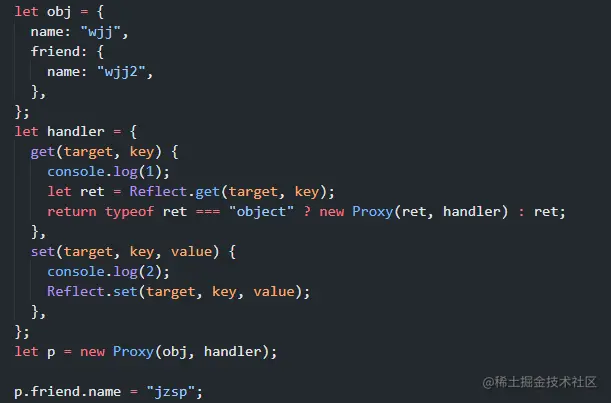 let obj = {
  name: "wjj",
  friend: {
    name: "wjj2",
  },
};
let handler = {
  get(target, key) {
    console.log(1);
    let ret = Reflect.get(target, key);
    return typeof ret === "object" ? new Proxy(ret, handler) : ret;
  },
  set(target, key, value) {
    console.log(2);
    Reflect.set(target, key, value);
  },
};
let p = new Proxy(obj, handler);
p.friend.name = "jzsp";
@稀土掘金技术社区